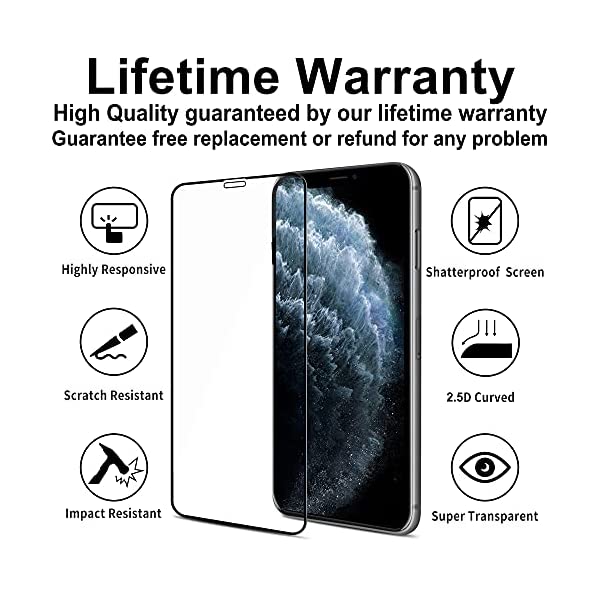 Lifetime Warranty
High Quality guaranteed by our lifetime warranty
Guarantee free replacement or refund for any problem
Highly Responsive
Shatterproof Screen
Scratch Resistant
2.5D Curved
Impact Resistant
Super Transparent